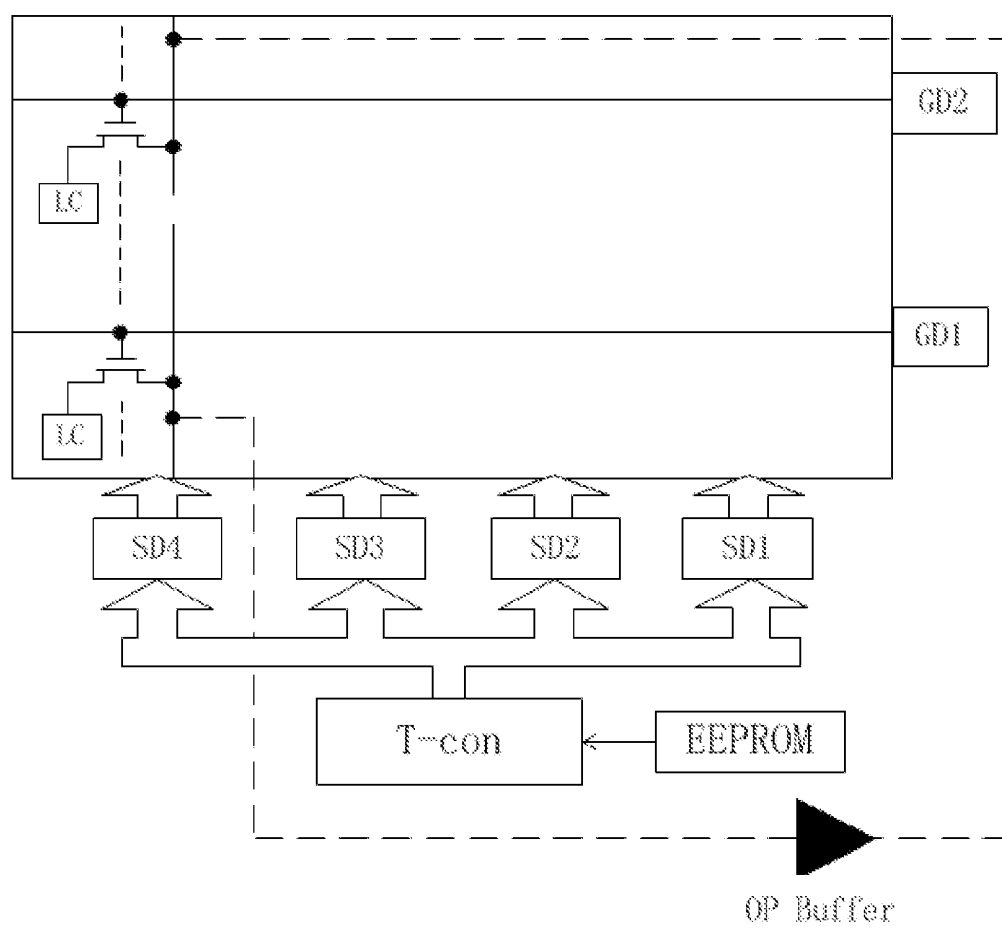 GD2
LC
GD1
LC
SD4
SD3
SD2
SD1
T-con
EEPROM
OP Buffer